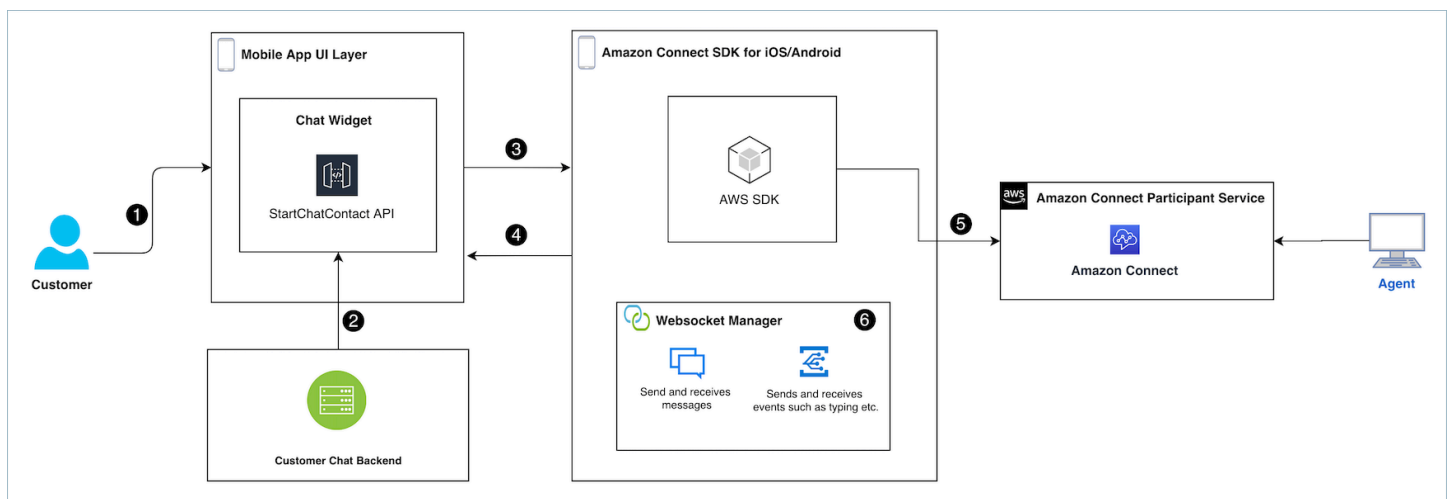 Mobile App UI Layer
Chat Widget
StartChatContact API
1
Customer
2
Customer Chat Backend
3
4
Amazon Connect SDK for iOS/Android
AWS SDK
Websocket Manager
6
Send and receives
messages
Sends and receives
events such as typing etc.
5
aws
Amazon Connect Participant Service
Amazon Connect
Agent